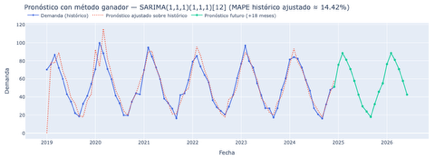 Pronóstico con método ganador — SARIMA(1,1,1)(1,1,1)[12] (MAPE histórico ajustado = 14.42%)
Demanda (histórico) Pronóstico ajustado sobre histórico Pronóstico futuro (+18 meses)
120
100
80
60
40
20
0
Demanda
2019 2020 2021 2022 2023 2024 2025 2026
Fecha